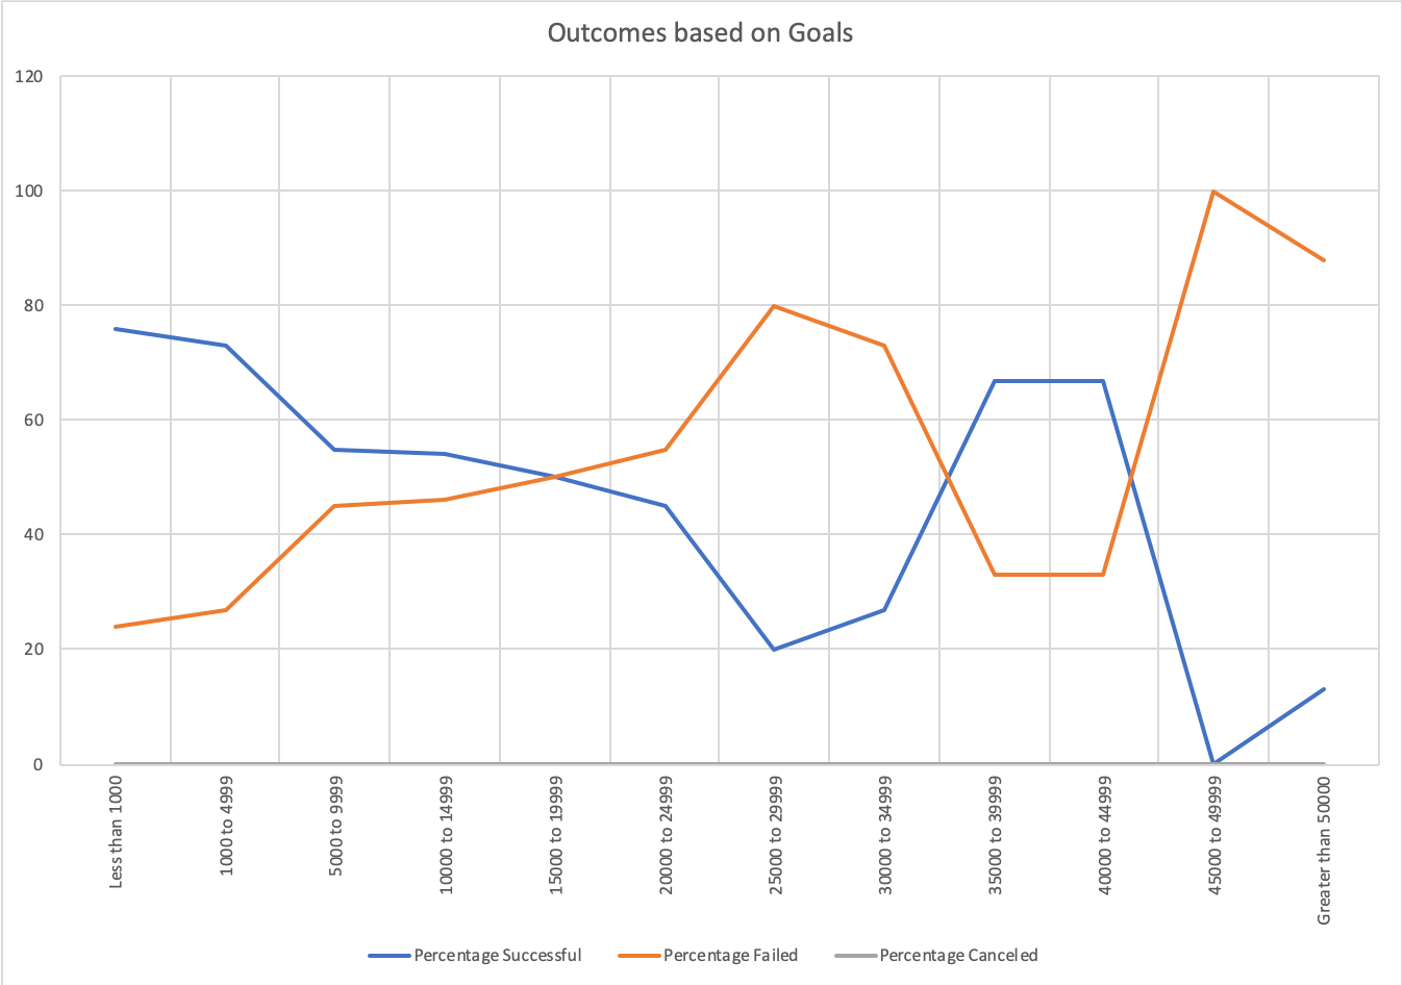 Outcomes based on Goals
120
100
80
60
40
20
0
Less than 1000
1000 to 4999
5000 to 9999
10000 to 14999
15000 to 19999
20000 to 24999
25000 to 29999
30000 to 34999
35000 to 39999
40000 to 44999
45000 to 49999
Greater than 50000
Percentage Successful
Percentage Failed
Percentage Canceled